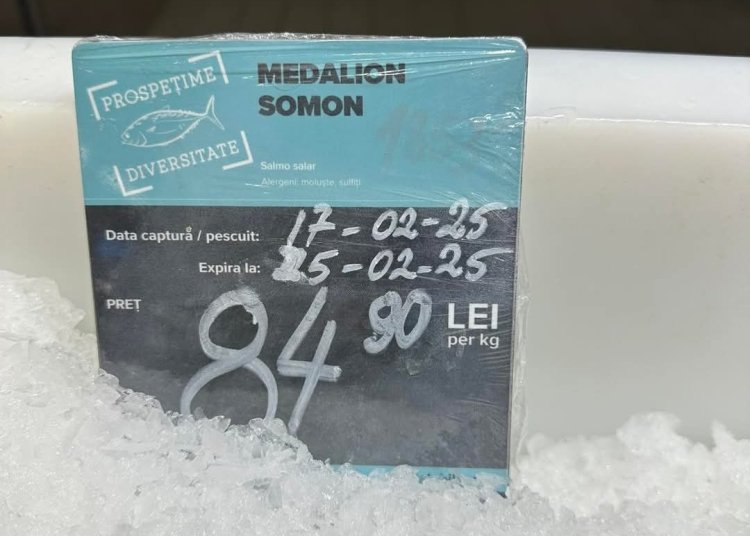 PROSPEȚIME
DIVERSITATE
MEDALION
SOMON
Salmo salar
Alergeni: moluște, sulfiți
Data captură / pescuit: 17-02-25
Expira la: 25-02-25
PREȚ
84 90 LEI
per kg